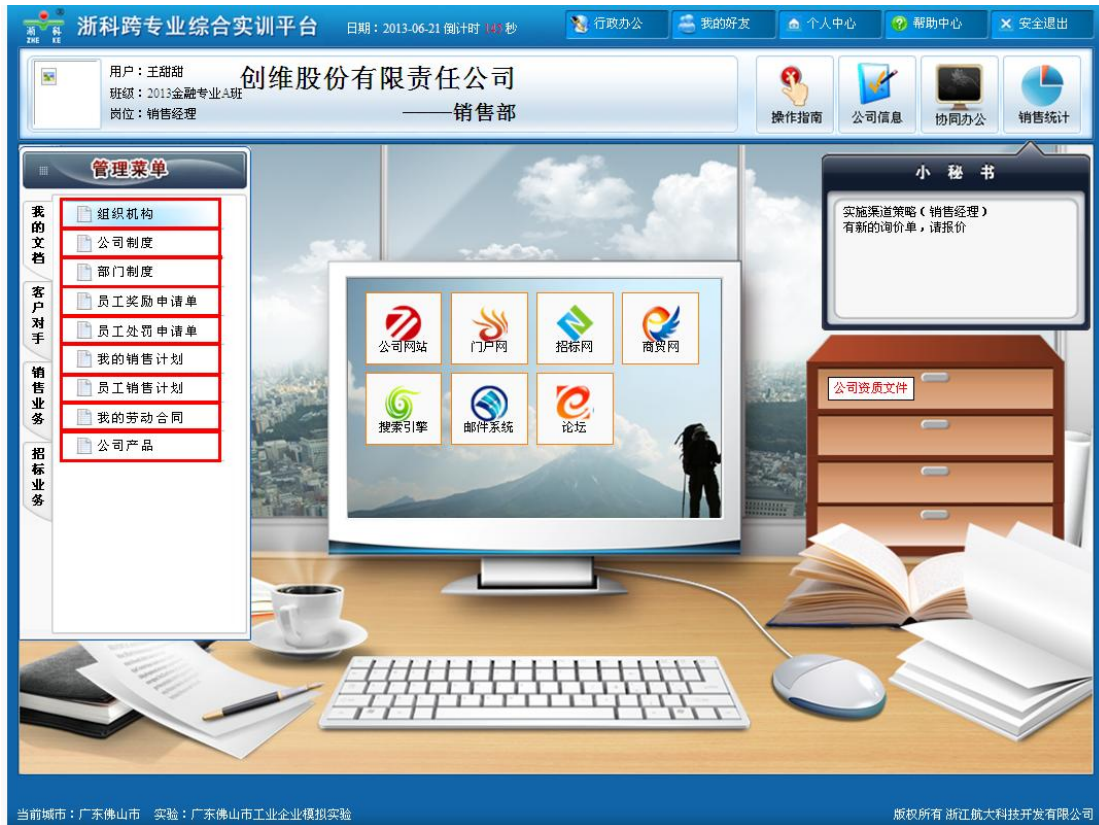 浙科
ZHE KE
浙科跨专业综合实训平台
日期：2013-06-21 倒计时 秒
行政办公
我的好友
个人中心
帮助中心
安全退出
用户：王甜甜
班级：2013金融专业A班
岗位：销售经理
创维股份有限责任公司
——销售部
操作指南
公司信息
协同办公
销售统计
管理菜单
我的文档
客户对手
销售业务
招标业务
组织机构
公司制度
部门制度
员工奖励申请单
员工处罚申请单
我的销售计划
员工销售计划
我的劳动合同
公司产品
公司网站
门户网
招标网
商贸网
搜索引擎
邮件系统
论坛
小秘书
实施渠道策略(销售经理)
有新的询价单，请报价
公司资质文件
当前城市：广东佛山市 实验：广东佛山市工业企业模拟实验
版权所有 浙江航大科技开发有限公司